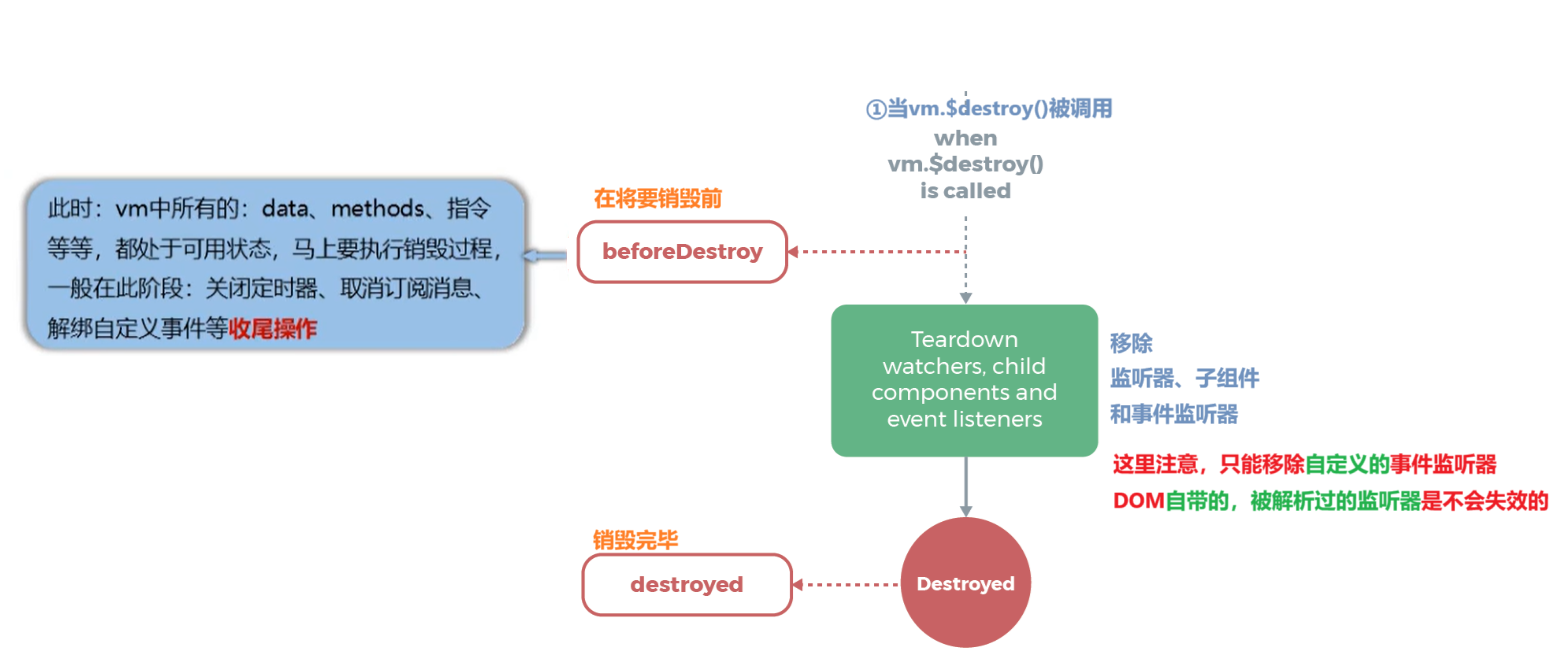 ①当vm.$destroy()被调用
when
vm.$destroy()
is called
在将要销毁前
beforeDestroy
此时：vm中所有的：data、methods、指令
等等，都处于可用状态，马上要执行销毁过程，
一般在此阶段：关闭定时器、取消订阅消息、
解绑自定义事件等收尾操作
Teardown
watchers, child
components and
event listeners
移除
监听器、子组件
和事件监听器
这里注意，只能移除自定义的事件监听器
DOM自带的，被解析过的监听器是不会失效的
销毁完毕
destroyed
Destroyed